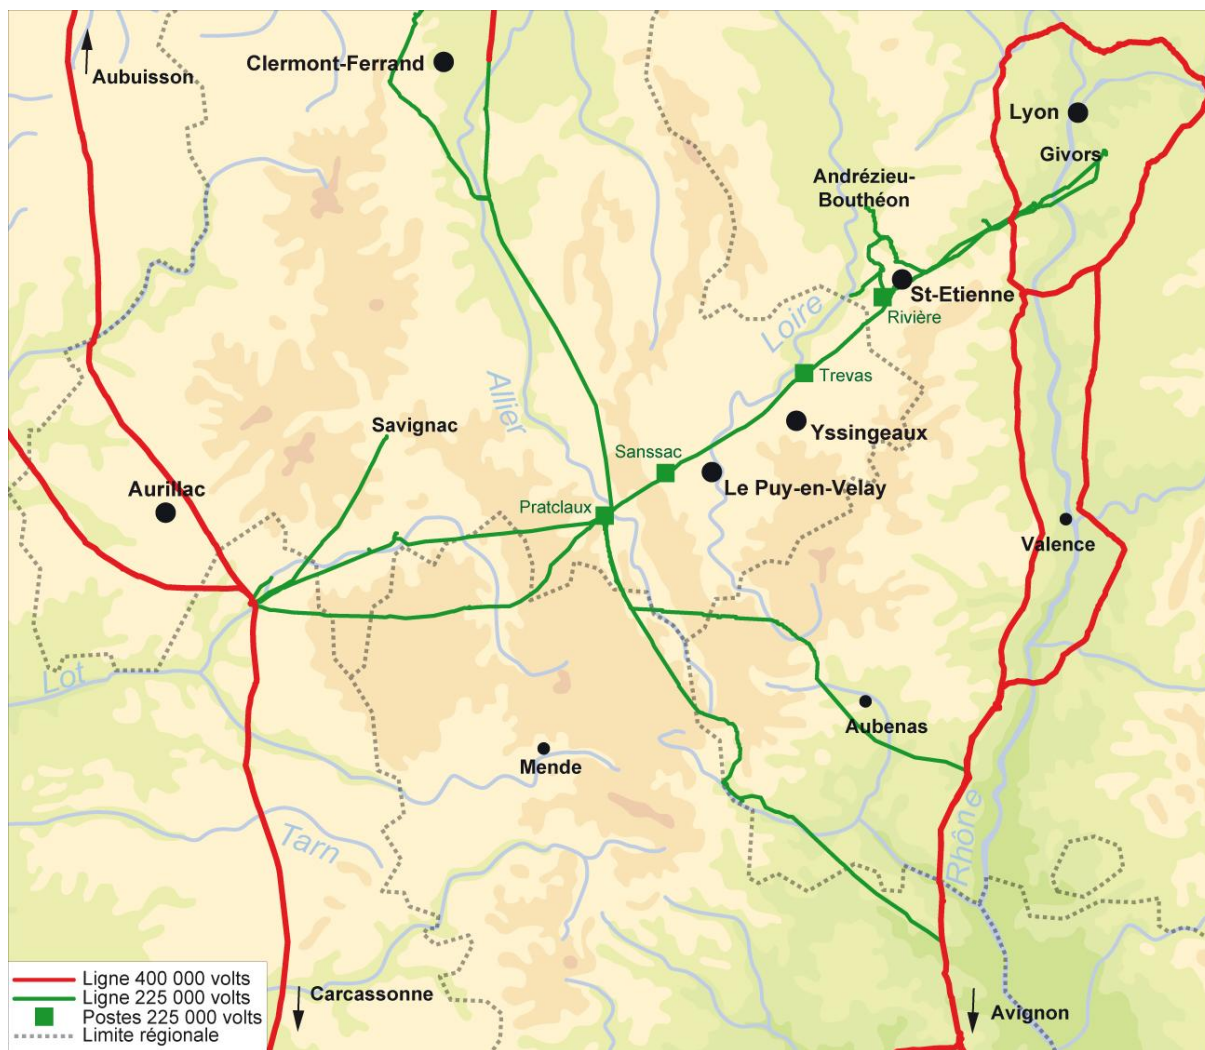 Clermont-Ferrand
Aubuisson
Lyon
Givors
Andrézieu-
Bouthéon
St-Etienne
Rivière
Loire
Trevas
Allier
Savignac
Yssingeaux
Sanssac
Le Puy-en-Velay
Aurillac
Pratclaux
Valence
Lot
Aubenas
Mende
Tarn
Rhône
Carcassonne
Avignon
Ligne 400 000 volts
Ligne 225 000 volts
Postes 225 000 volts
Limite régionale